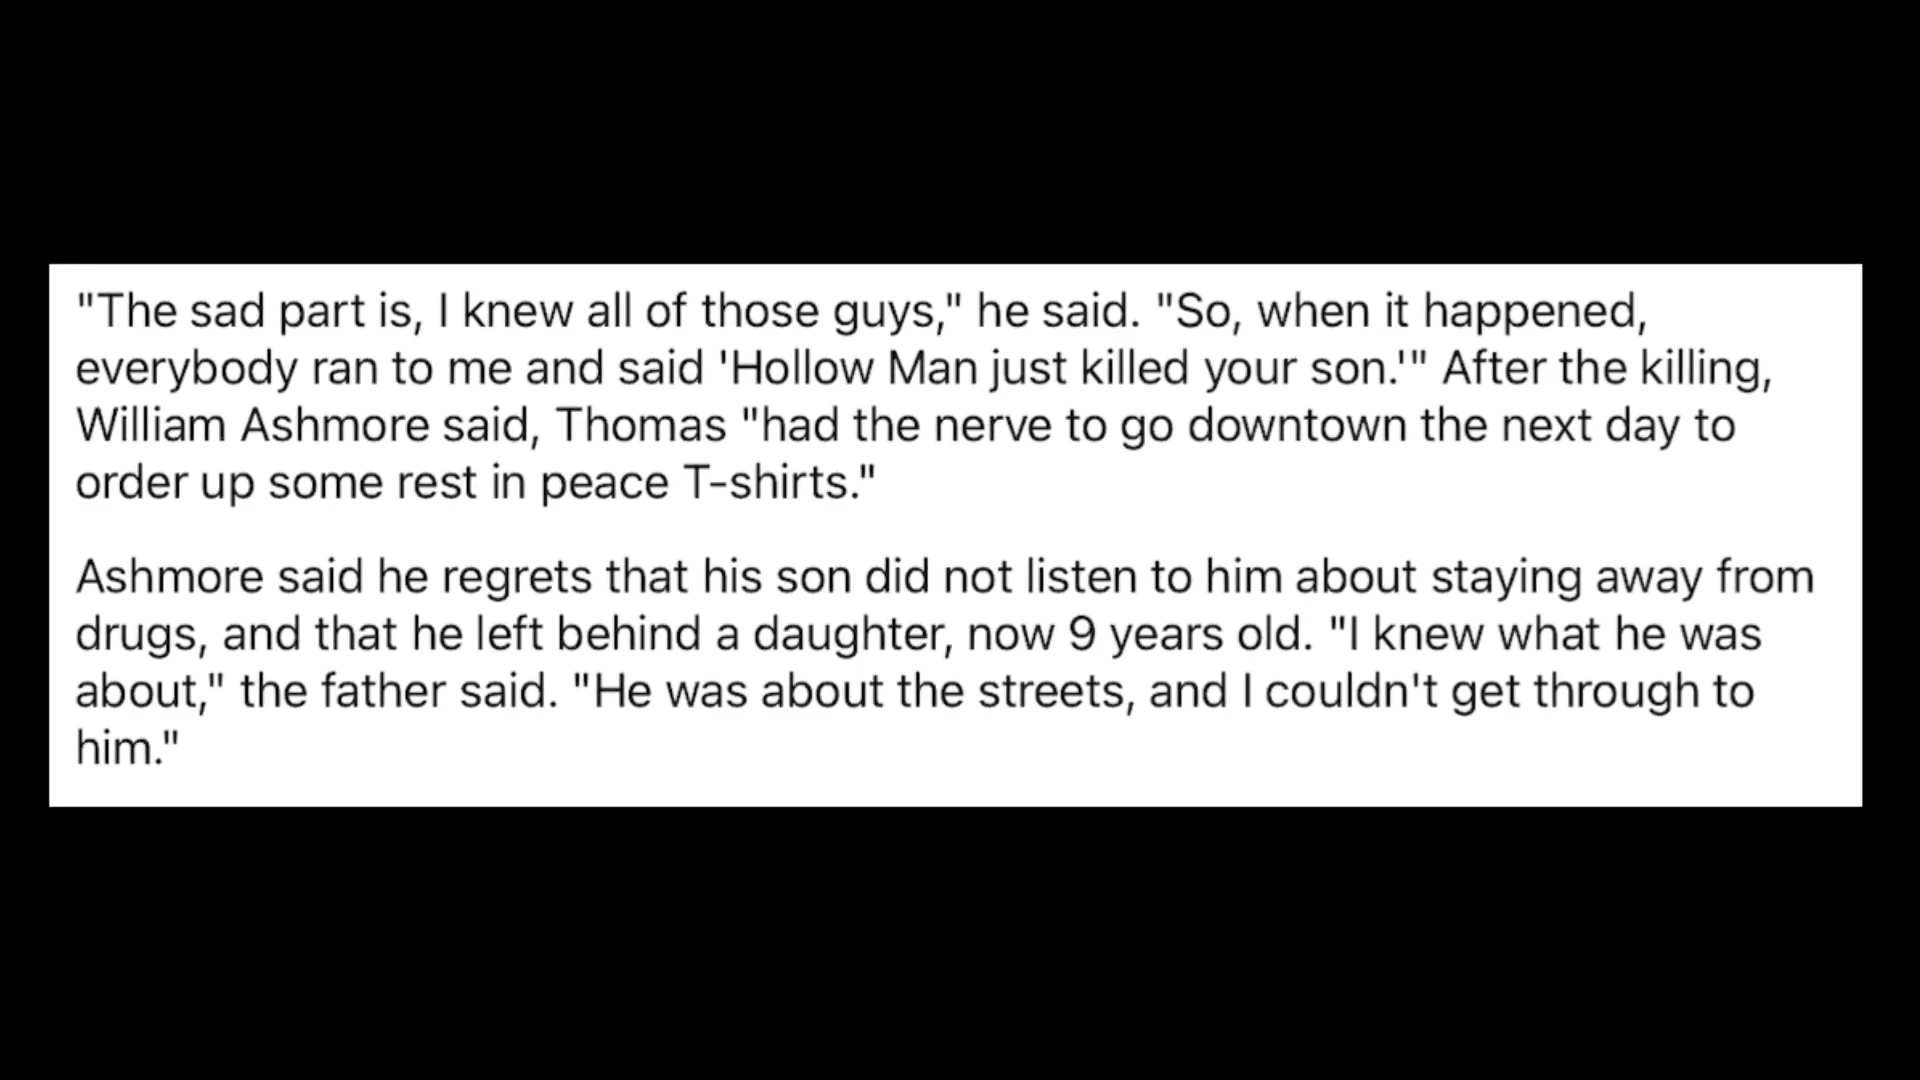 "The sad part is, I knew all of those guys," he said. "So, when it happened,
everybody ran to me and said 'Hollow Man just killed your son.'" After the killing,
William Ashmore said, Thomas "had the nerve to go downtown the next day to
order up some rest in peace T-shirts."
Ashmore said he regrets that his son did not listen to him about staying away from
drugs, and that he left behind a daughter, now 9 years old. "I knew what he was
about," the father said. "He was about the streets, and I couldn't get through to
him."